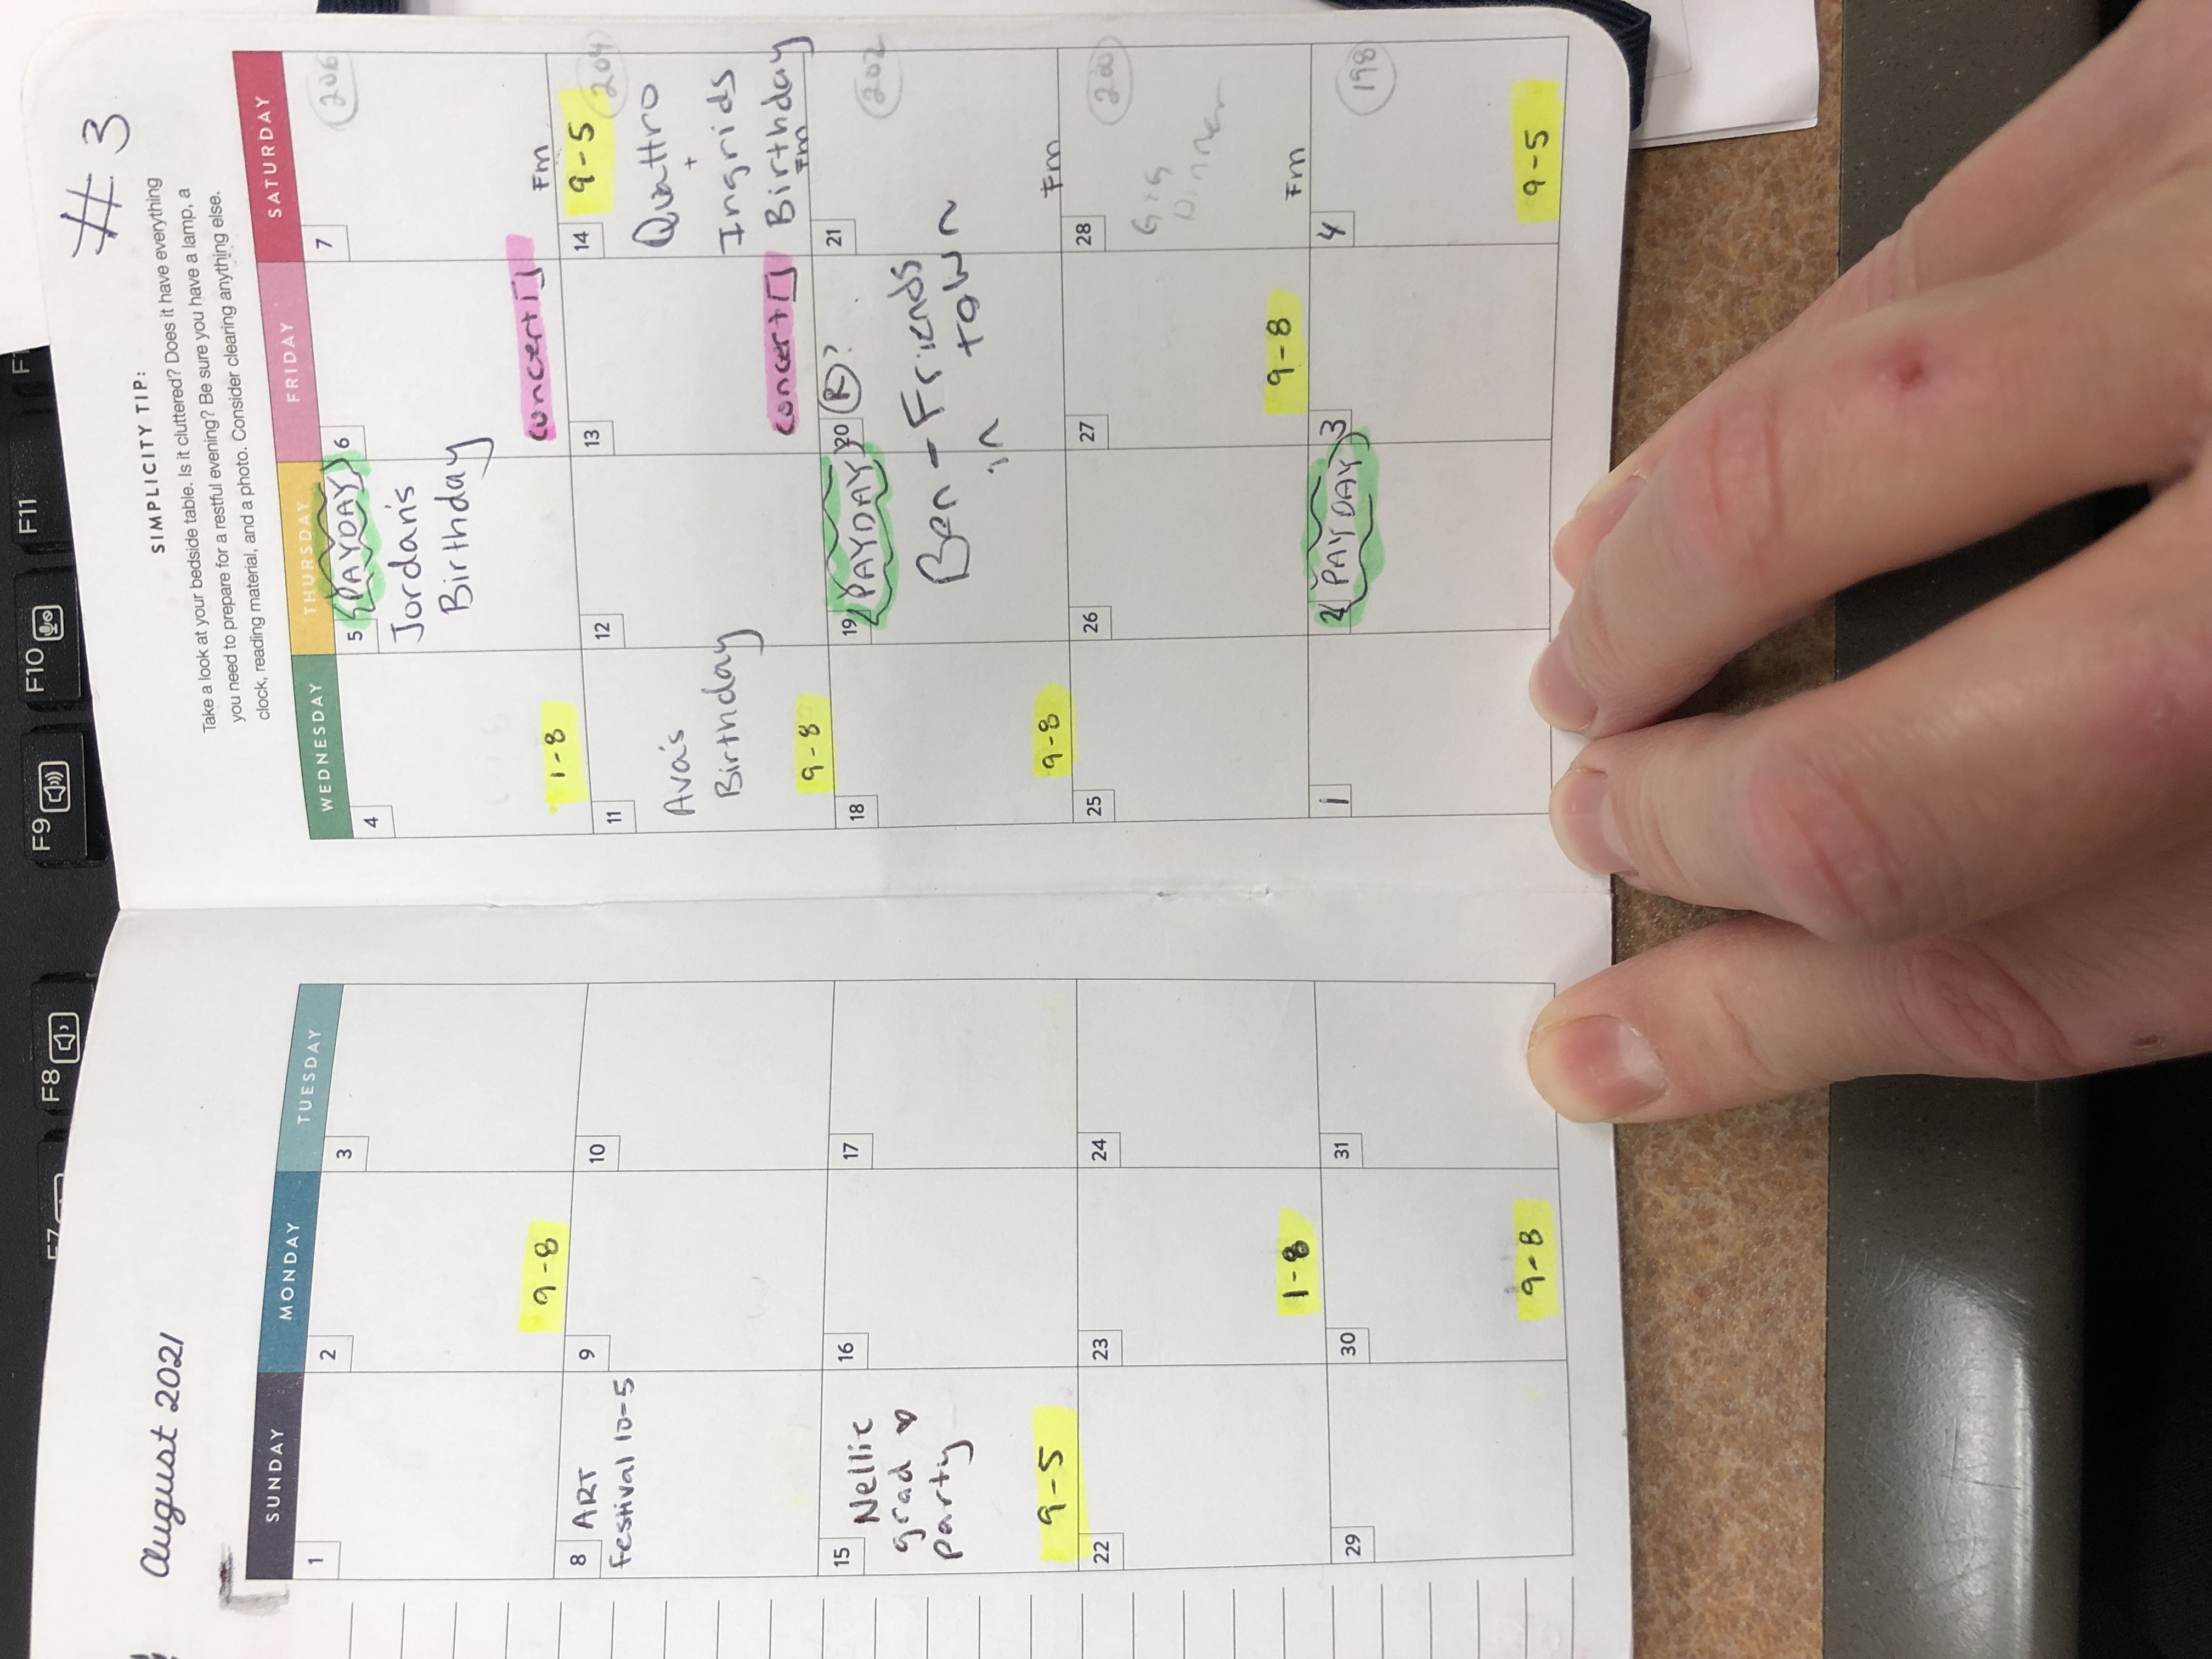 F7
F8
F9
F10
F11
# 3
August 2021
SIMPLICITY TIP:
Take a look at your bedside table. Is it cluttered? Does it have everything
you need to prepare for a restful evening? Be sure you have a lamp, a
clock, reading material, and a photo. Consider clearing anything else.
SUNDAY
MONDAY
TUESDAY
WEDNESDAY
THURSDAY
FRIDAY
SATURDAY
1
2
9-8
3
4
1-8
5 PAYDAY
Jordan's
Birthday
6
concert
7
206
Fm
8 ART
Festival 10-5
9
10
11
Ava's
Birthday
9-8
12
13
concert
14
9-5
204
Quattro
+
Ingrids
Birthday
Fm
15
Nellie
grad ♥
party
9-5
16
17
18
9-8
19 PAYDAY
20 R ?
Ben - Friends
in town
21
202
Fm
22
23
1-8
24
25
26
27
9-8
28
200
Dinner
Fm
29
30
9-8
31
1
2 PAYDAY
3
4
198
9-5